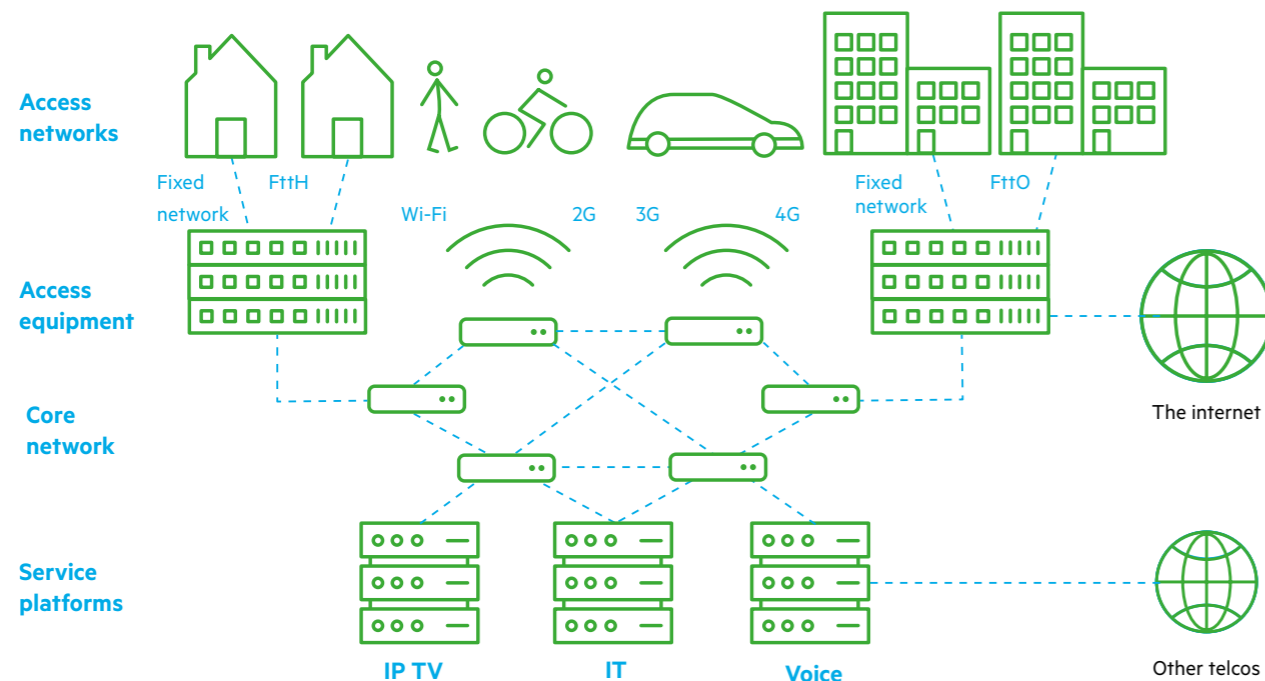 Access
networks
Fixed
network
FttH
Fixed
network
FttO
Wi-Fi
2G
3G
4G
Access
equipment
The internet
Core
network
Service
platforms
IP TV
IT
Voice
Other telcos